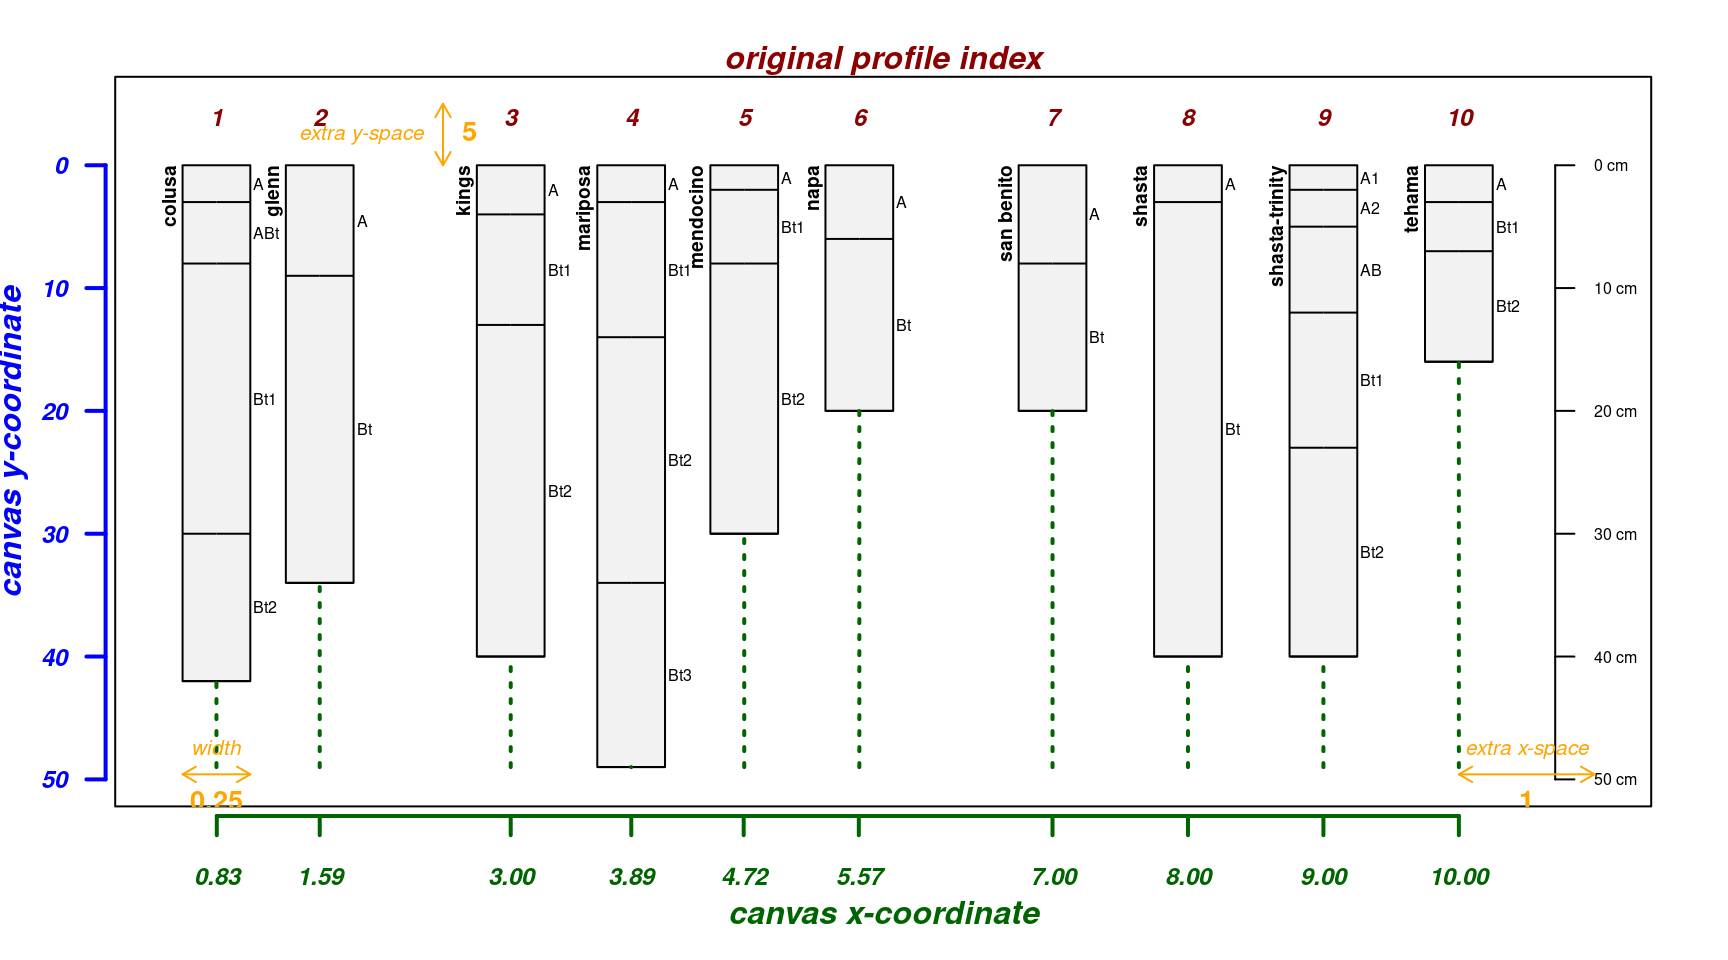 original profile index
1 2 3 4 5 6 7 8 9 10
extra y-space 5
canvas y-coordinate
0
10
20
30
40
50
colusa
A
ABt
Bt1
Bt2
glenn
A
Bt
kings
A
Bt1
Bt2
mariposa
A
Bt1
Bt2
Bt3
mendocino
A
Bt1
Bt2
napa
A
Bt
san benito
A
Bt
shasta
A
Bt
shasta-trinity
A1
A2
AB
Bt1
Bt2
tehama
A
Bt1
Bt2
0 cm
10 cm
20 cm
30 cm
40 cm
50 cm
width
0.25
extra x-space
1
0.83 1.59 3.00 3.89 4.72 5.57 7.00 8.00 9.00 10.00
canvas x-coordinate